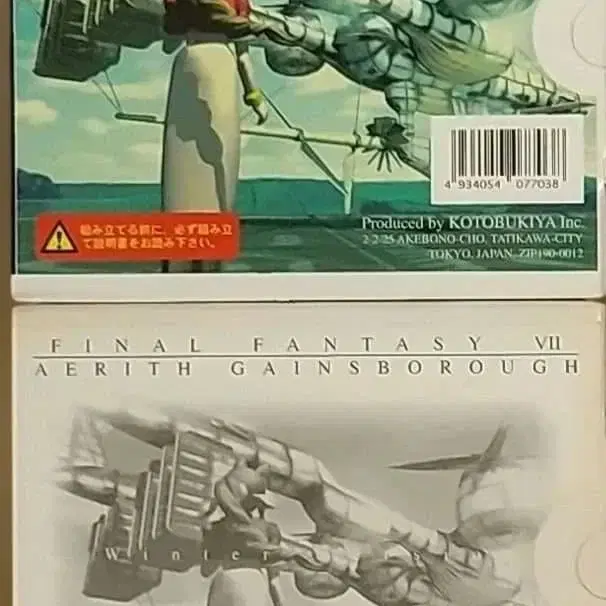 4 934054 077038
組み立てる前に、必ず組み立
て説明書をお読み下さい。
Produced by KOTOBUKIYA Inc.
2-2-25 AKEBONO-CHO, TATIKAWA-CITY
TOKYO, JAPAN, ZIP190-0012
FINAL FANTASY VII
AERITH GAINSBOROUGH
Winter